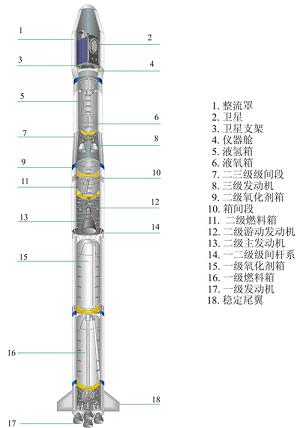 1
2
3
4
5
6
7
8
9
10
11
12
13
14
15
16
18
17
1. 整流罩
2. 卫星
3. 卫星支架
4. 仪器舱
5. 液氢箱
6. 液氧箱
7. 二三级级间段
8. 三级发动机
9. 二级氧化剂箱
10. 箱间段
11. 二级燃料箱
12. 二级游动发动机
13. 二级主发动机
14. 一二级级间杆系
15. 一级氧化剂箱
16. 一级燃料箱
17. 一级发动机
18. 稳定尾翼